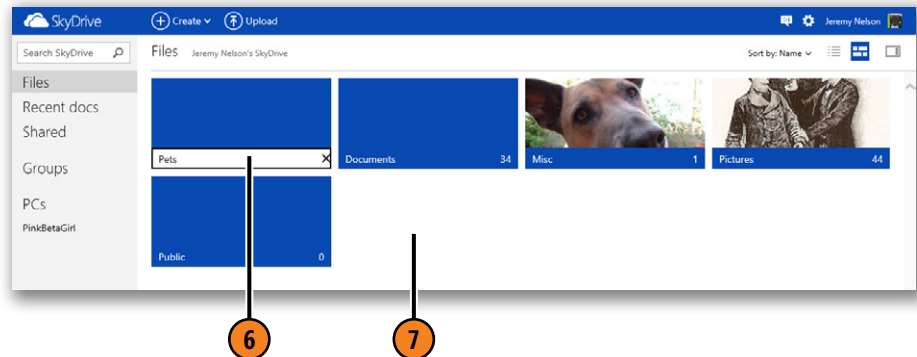 SkyDrive Create Upload Jeremy Nelson
Search SkyDrive Files Jeremy Nelson's SkyDrive Sort by: Name
Files
Recent docs
Shared
Groups
PCs
PinkBetaGirl
Pets Documents 34 Misc 1 Pictures 44
Public 0
6 7